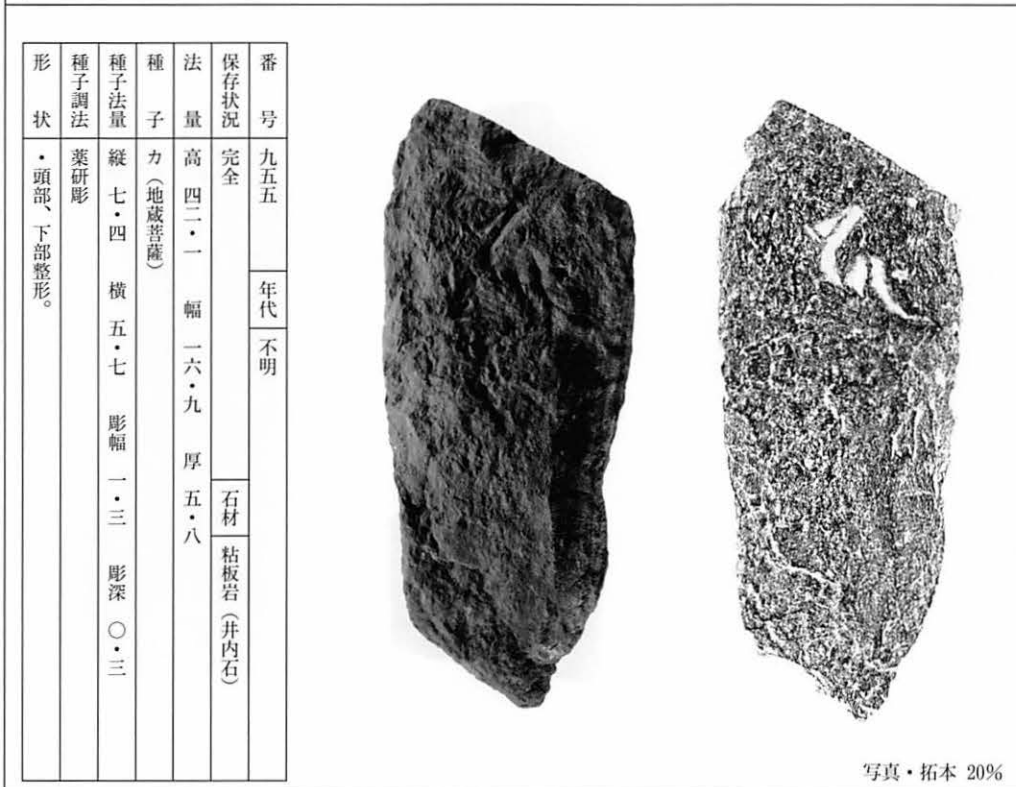 番号 九五五 年代 不明
保存状況 完全 石材 粘板岩（井内石）
法量 高 四二・一 幅 一六・九 厚 五・八
種子 カ（地蔵菩薩）
種子法量 縦 七・四 横 五・七 彫幅 一・三 彫深 〇・三
種子調法 薬研彫
形状 ・頭部、下部整形。
写真・拓本 20%